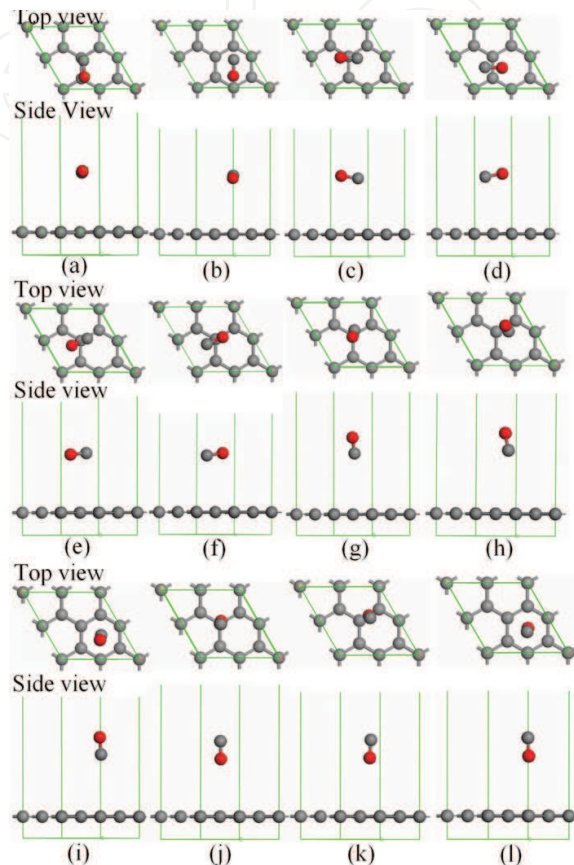 Top view
Side View
(a) (b) (c) (d)
Top view
Side view
(e) (f) (g) (h)
Top view
Side view
(i) (j) (k) (l)